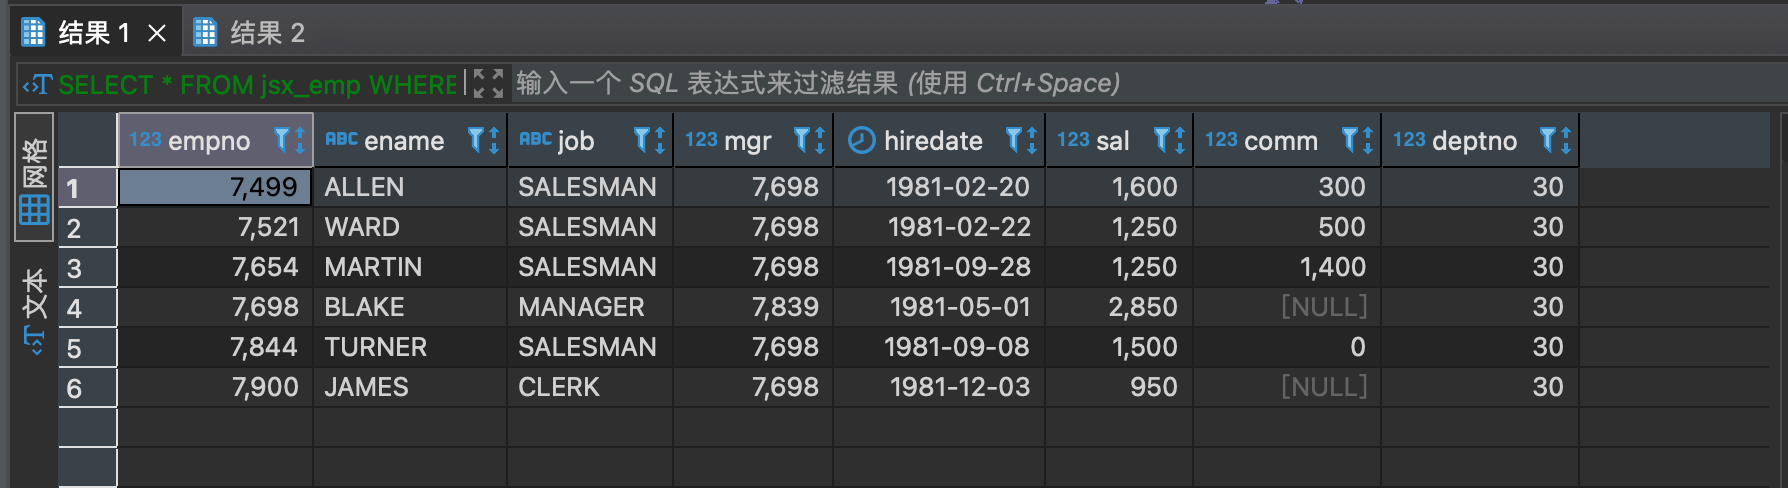 结果 1 × 结果 2
SELECT * FROM jsx_emp WHERE 输入一个 SQL 表达式来过滤结果 (使用 Ctrl+Space)
网格
文本
123 empno ABC ename ABC job 123 mgr hiredate 123 sal 123 comm 123 deptno
1 7,499 ALLEN SALESMAN 7,698 1981-02-20 1,600 300 30
2 7,521 WARD SALESMAN 7,698 1981-02-22 1,250 500 30
3 7,654 MARTIN SALESMAN 7,698 1981-09-28 1,250 1,400 30
4 7,698 BLAKE MANAGER 7,839 1981-05-01 2,850 [NULL] 30
5 7,844 TURNER SALESMAN 7,698 1981-09-08 1,500 0 30
6 7,900 JAMES CLERK 7,698 1981-12-03 950 [NULL] 30